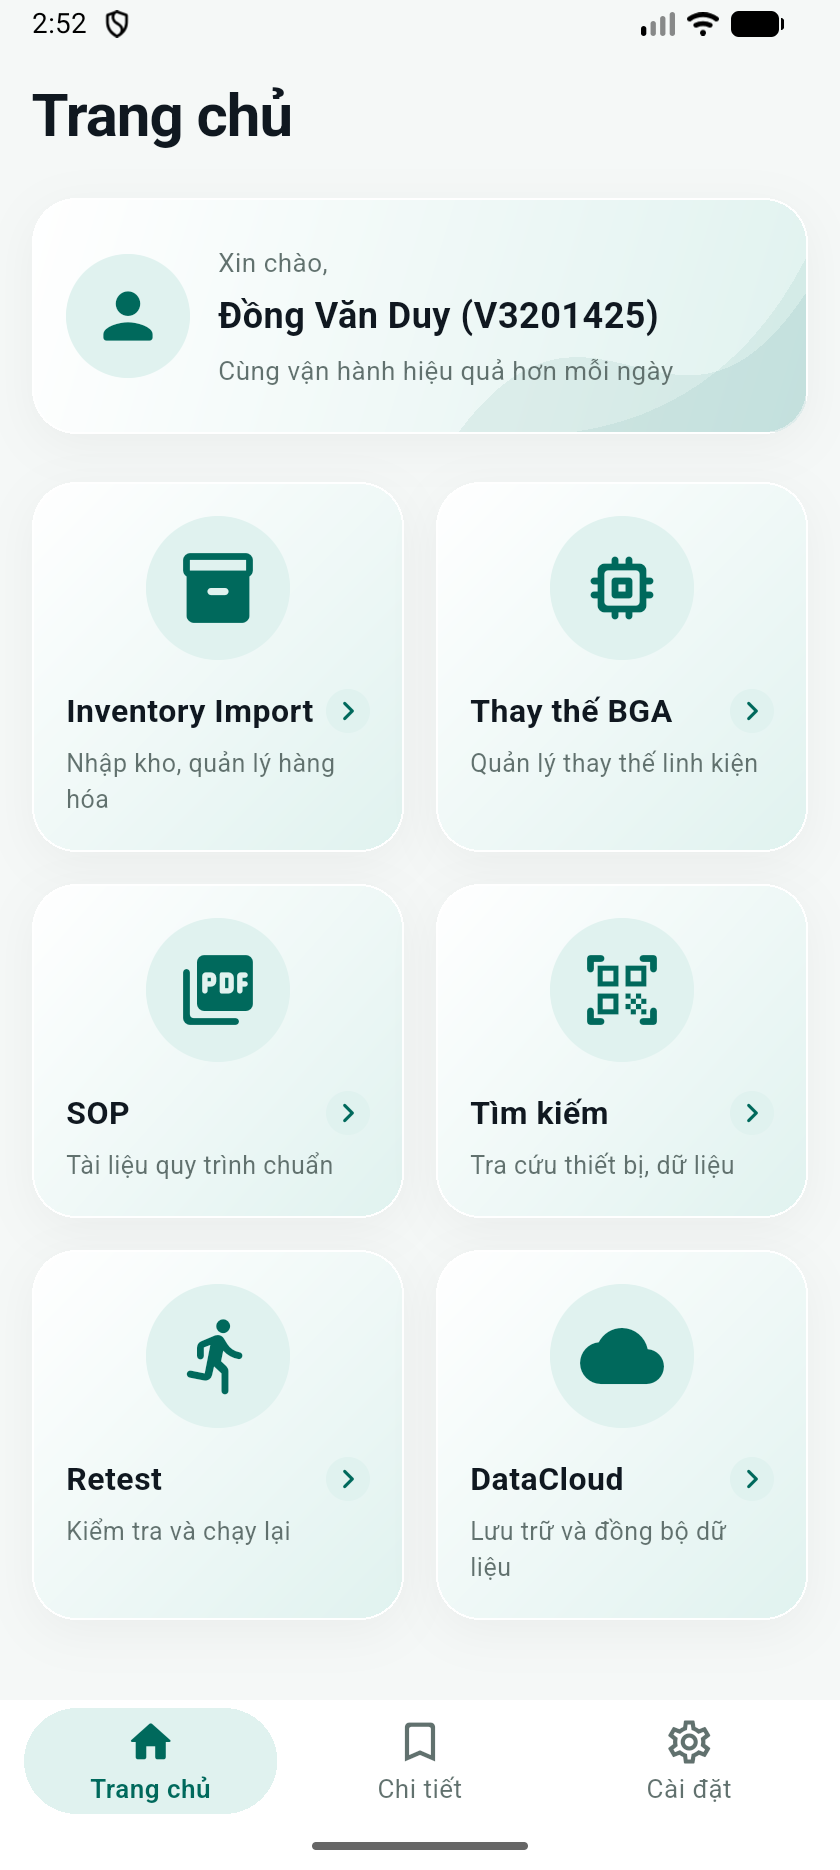 2:52
Trang chủ
Xin chào,
Đồng Văn Duy (V3201425)
Cùng vận hành hiệu quả hơn mỗi ngày
Inventory Import
Nhập kho, quản lý hàng
hóa
Thay thế BGA
Quản lý thay thế linh kiện
PDF
SOP
Tài liệu quy trình chuẩn
Tìm kiếm
Tra cứu thiết bị, dữ liệu
Retest
Kiểm tra và chạy lại
DataCloud
Lưu trữ và đồng bộ dữ
liệu
Trang chủ
Chi tiết
Cài đặt